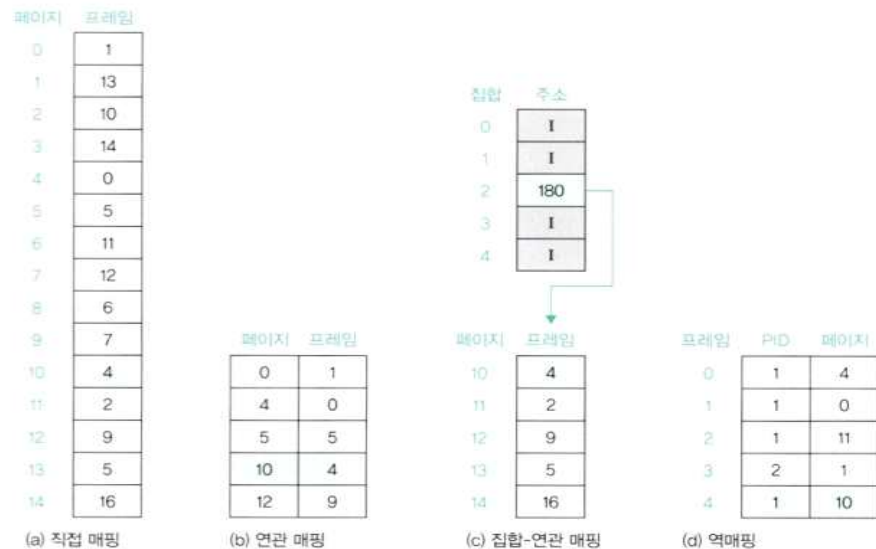 페이지 프레임
0 1
1 13
2 10
3 14
4 0
5 5
6 11
7 12
8 6
9 7
10 4
11 2
12 9
13 5
14 16
(a) 직접 매핑
페이지 프레임
0 1
4 0
5 5
10 4
12 9
(b) 연관 매핑
집합 주소
0 I
1 I
2 180
3 I
4 I
페이지 프레임
10 4
11 2
12 9
13 5
14 16
(c) 집합-연관 매핑
프레임 PID 페이지
0 1 4
1 1 0
2 1 11
3 2 1
4 1 10
(d) 역매핑